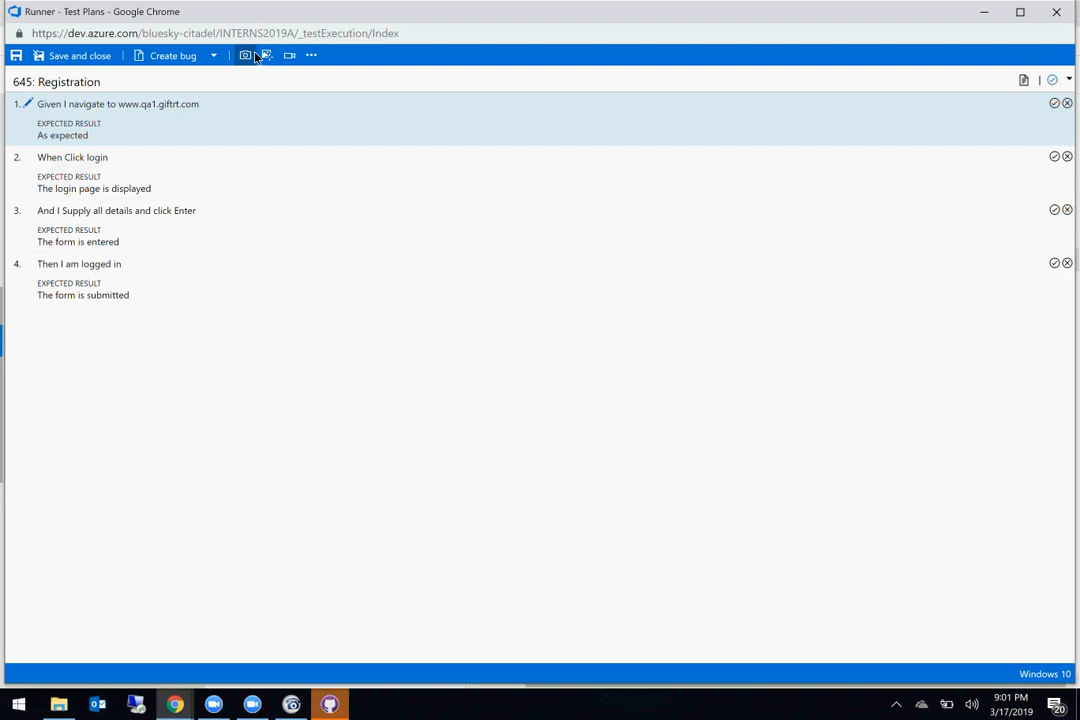 Runner - Test Plans - Google Chrome
https://dev.azure.com/bluesky-citadel/INTERNS2019A/_testExecution/Index
Save and close
Create bug
645: Registration
1. Given I navigate to www.qa1.giftrt.com
EXPECTED RESULT
As expected
2. When Click login
EXPECTED RESULT
The login page is displayed
3. And I Supply all details and click Enter
EXPECTED RESULT
The form is entered
4. Then I am logged in
EXPECTED RESULT
The form is submitted
Windows 10
9:01 PM
3/17/2019
20